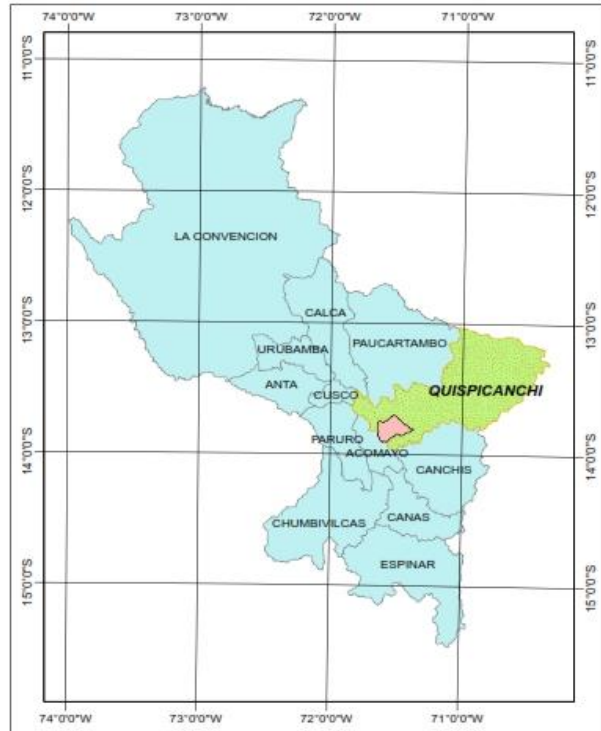 74°0'0"W 73°0'0"W 72°0'0"W 71°0'0"W
11°0'0"S 11°0'0"S
12°0'0"S 12°0'0"S
LA CONVENCION
CALCA
13°0'0"S 13°0'0"S
URUBAMBA PAUCARTAMBO
ANTA
CUSCO QUISPICANCHI
PARURO
14°0'0"S 14°0'0"S
ACOMAYO
CANCHIS
CHUMBIVILCAS CANAS
ESPINAR
15°0'0"S 15°0'0"S
74°0'0"W 73°0'0"W 72°0'0"W 71°0'0"W